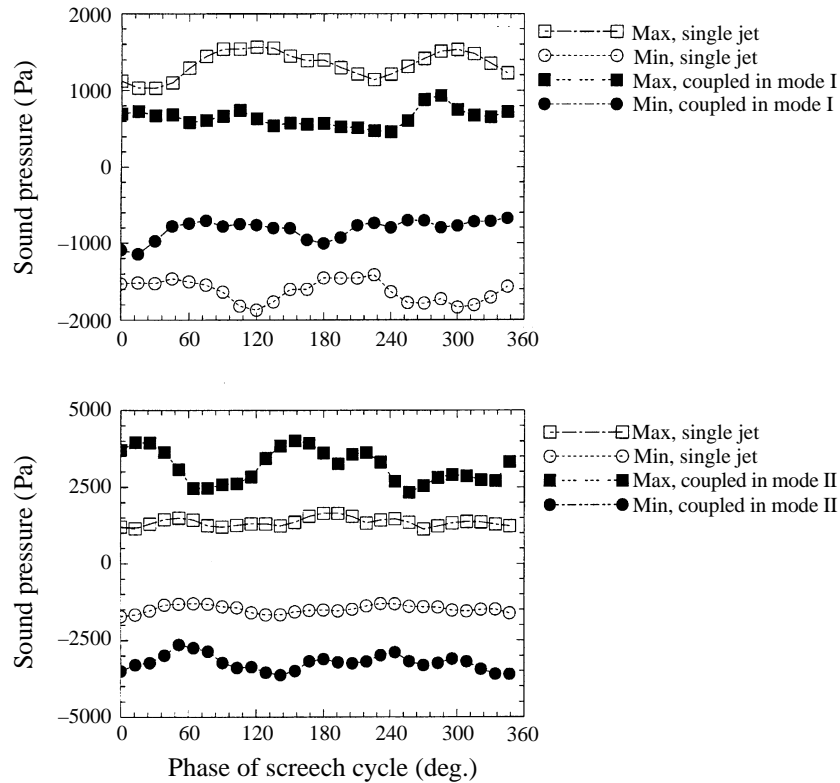 2000
1000
0
–1000
–2000
Sound pressure (Pa)
0 60 120 180 240 300 360
Max, single jet
Min, single jet
Max, coupled in mode I
Min, coupled in mode I
5000
2500
0
–2500
–5000
Sound pressure (Pa)
0 60 120 180 240 300 360
Phase of screech cycle (deg.)
Max, single jet
Min, single jet
Max, coupled in mode II
Min, coupled in mode II